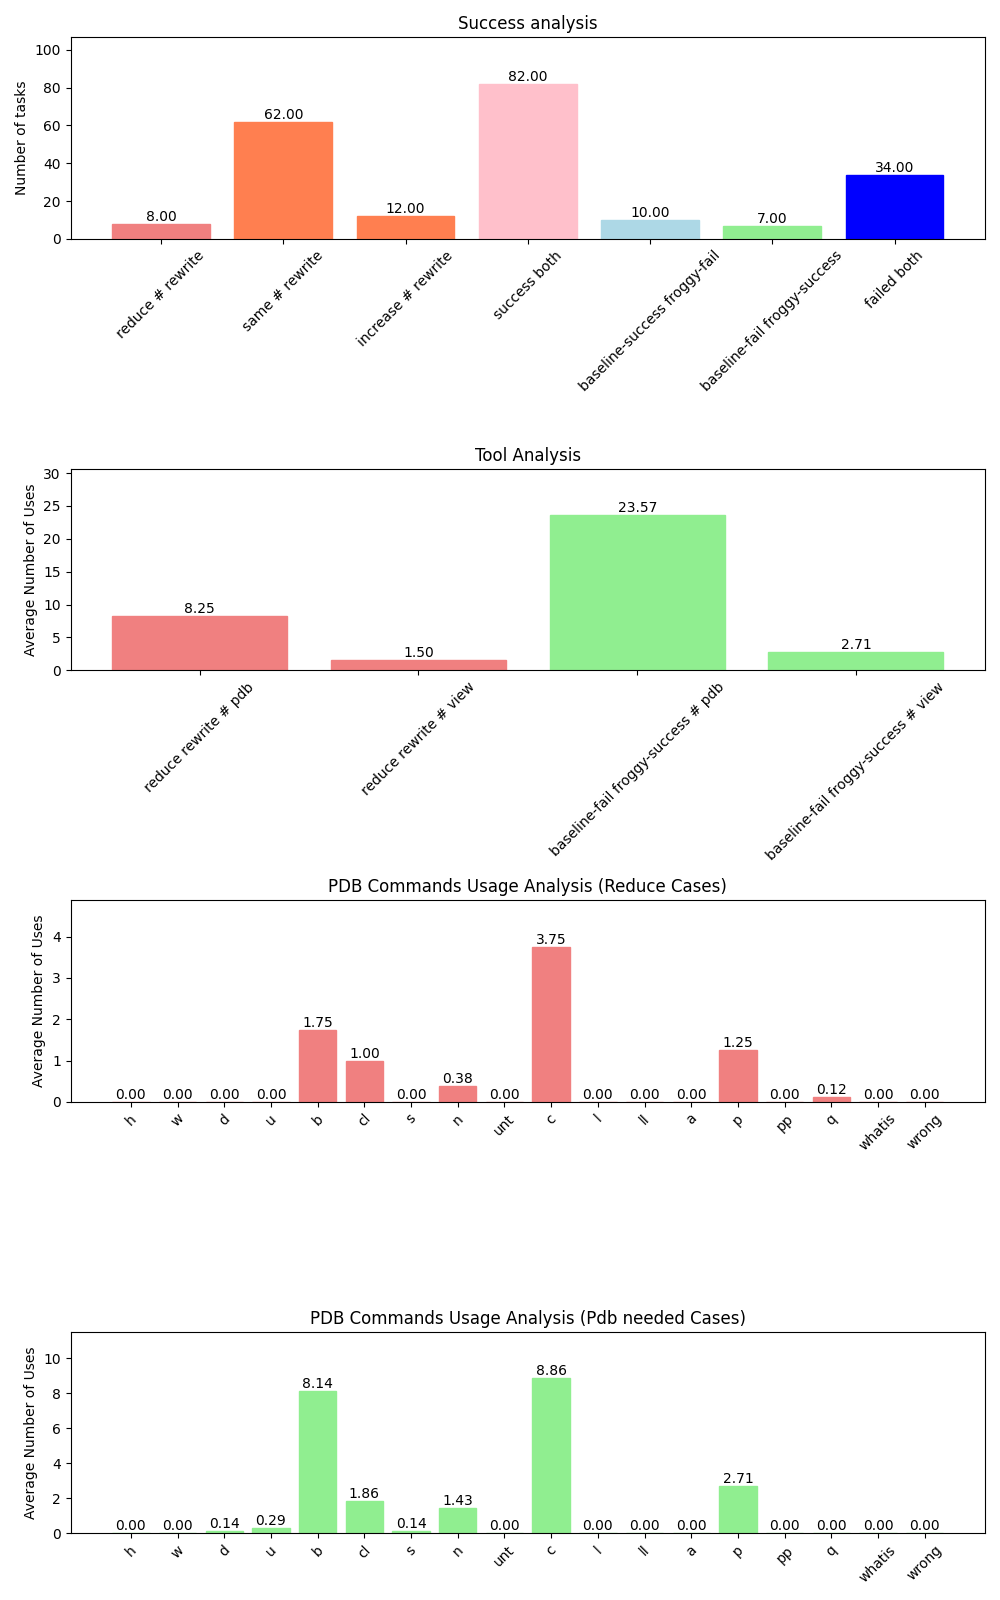 Success analysis
Number of tasks
100
80
60
40
20
0
8.00
62.00
12.00
82.00
10.00
7.00
34.00
reduce # rewrite
same # rewrite
increase # rewrite
success both
baseline-success froggy-fail
baseline-fail froggy-success
failed both
Tool Analysis
Average Number of Uses
30
25
20
15
10
5
0
8.25
1.50
23.57
2.71
reduce rewrite # pdb
reduce rewrite # view
baseline-fail froggy-success # pdb
baseline-fail froggy-success # view
PDB Commands Usage Analysis (Reduce Cases)
Average Number of Uses
4
3
2
1
0
0.00
0.00
0.00
0.00
1.75
1.00
0.00
0.38
0.00
3.75
0.00
0.00
0.00
1.25
0.00
0.12
0.00
0.00
h
w
d
u
b
cl
s
n
unt
c
l
ll
a
p
pp
q
whatis
wrong
PDB Commands Usage Analysis (Pdb needed Cases)
Average Number of Uses
10
8
6
4
2
0
0.00
0.00
0.14
0.29
8.14
1.86
0.14
1.43
0.00
8.86
0.00
0.00
0.00
2.71
0.00
0.00
0.00
0.00
h
w
d
u
b
cl
s
n
unt
c
l
ll
a
p
pp
q
whatis
wrong